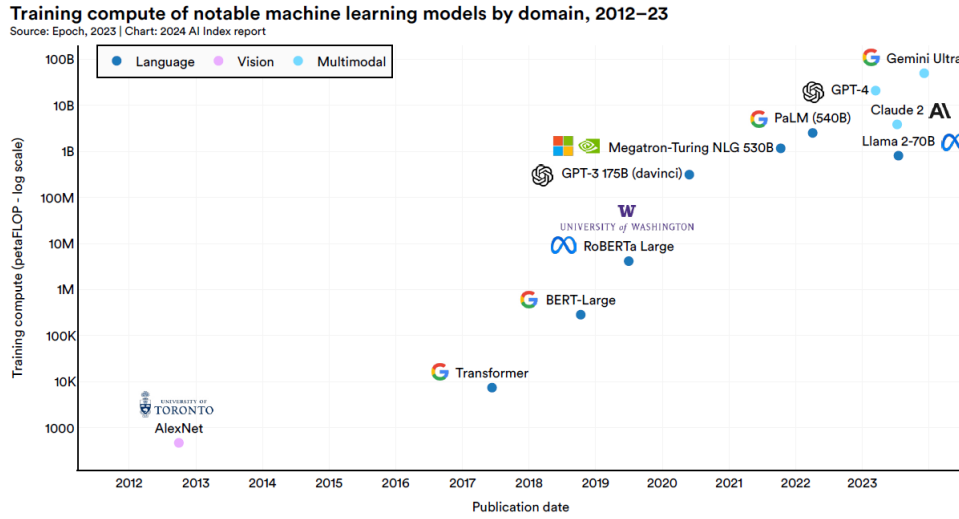 Training compute of notable machine learning models by domain, 2012–23
Source: Epoch, 2023 | Chart: 2024 AI Index report
Language Vision Multimodal
100B
10B
1B
100M
10M
1M
100K
10K
1000
Training compute (petaFLOP - log scale)
Gemini Ultra
GPT-4
Claude 2
PaLM (540B)
Llama 2-70B
Megatron-Turing NLG 530B
GPT-3 175B (davinci)
W
UNIVERSITY of WASHINGTON
RoBERTa Large
BERT-Large
Transformer
UNIVERSITY OF
TORONTO
AlexNet
2012 2013 2014 2015 2016 2017 2018 2019 2020 2021 2022 2023
Publication date